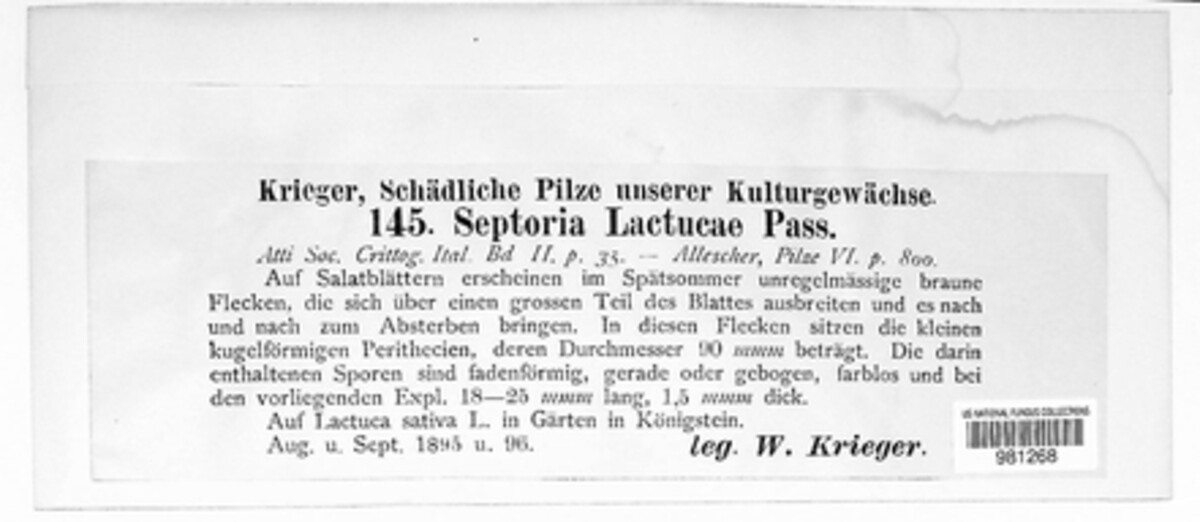 Krieger, Schädliche Pilze unserer Kulturgewächse.
145. Septoria Lactucae Pass.
Atti Soc. Crittog. Ital. Bd II. p. 35. — Allescher, Pilze VI. p. 800.
Auf Salatblättern erscheinen im Spätsommer unregelmässige braune
Flecken, die sich über einen grossen Teil des Blattes ausbreiten und es nach
und nach zum Absterben bringen. In diesen Flecken sitzen die kleinen
kugelförmigen Perithecien, deren Durchmesser 90 mmm beträgt. Die darin
enthaltenen Sporen sind fadenförmig, gerade oder gebogen, farblos und bei
den vorliegenden Expl. 18—25 mmm lang, 1,5 mmm dick.
Auf Lactuca sativa L. in Gärten in Königstein.
Aug. u. Sept. 1895 u. 96.
leg. W. Krieger.
US NATIONAL FUNGUS COLLECTIONS
981268